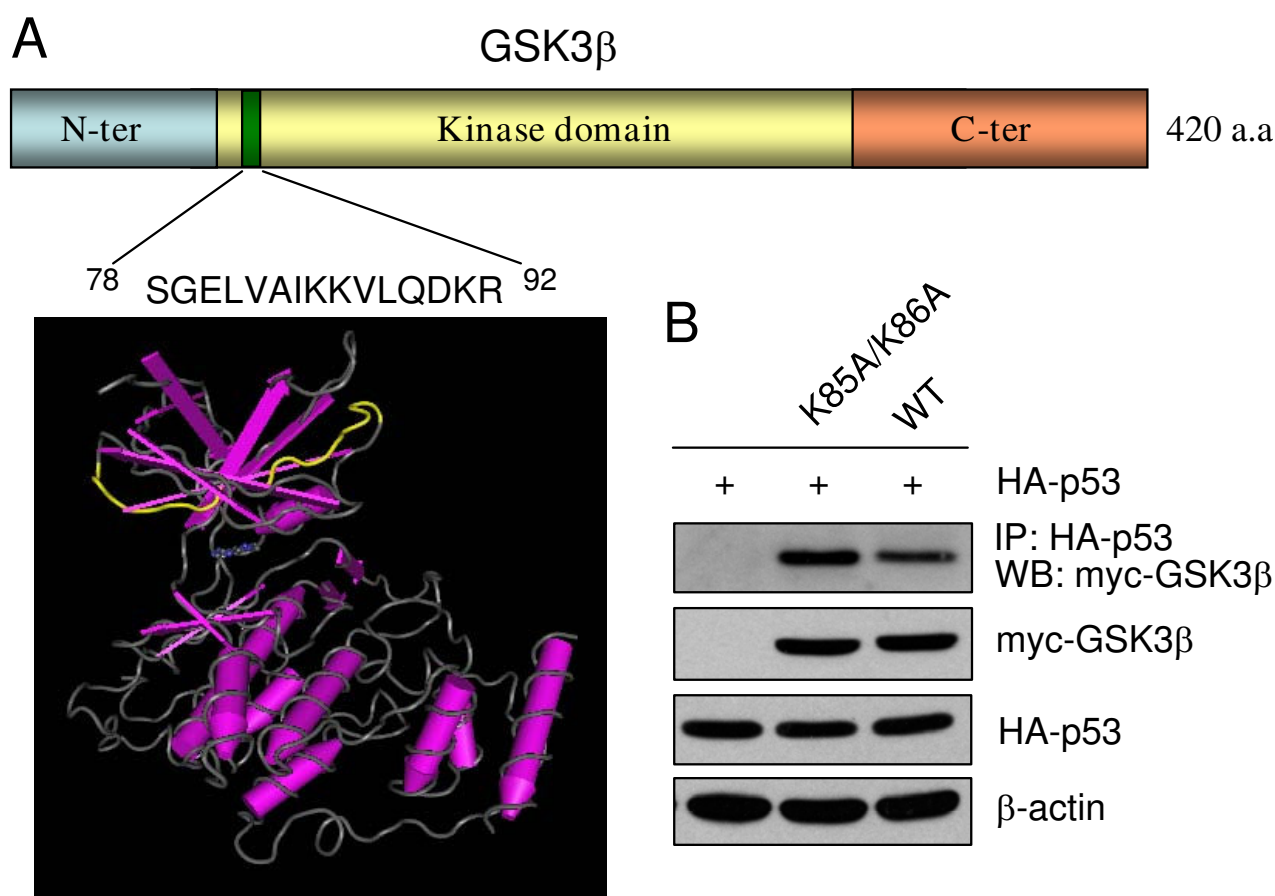 A
GSK3β
N-ter
Kinase domain
C-ter
420 a.a
78 SGELVAIKKVLQDKR 92
B
K85A/K86A
WT
+ + + HA-p53
IP: HA-p53
WB: myc-GSK3β
myc-GSK3β
HA-p53
β-actin